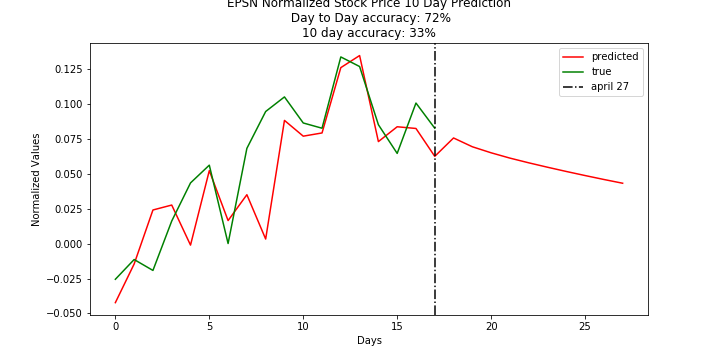 EPSN Normalized Stock Price 10 Day Prediction
Day to Day accuracy: 72%
10 day accuracy: 33%
predicted
true
april 27
0.125
0.100
0.075
0.050
0.025
0.000
−0.025
−0.050
Normalized Values
0 5 10 15 20 25
Days